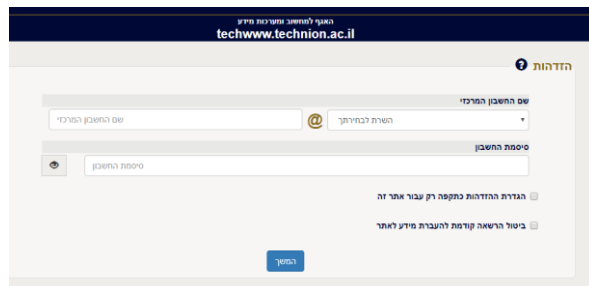 האגף למחשוב ומערכות מידע
techwww.technion.ac.il
הזדהות ?
שם החשבון המרכזי
השרת לבחירתך @ שם החשבון המרכזי
סיסמת החשבון
סיסמת החשבון
הגדרת ההזדהות כתקפה רק עבור אתר זה
ביטול הרשאה קודמת להעברת מידע לאתר
המשך